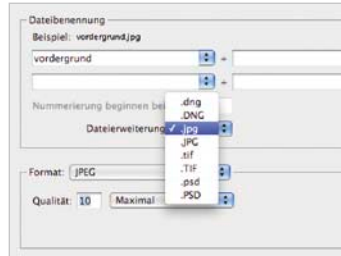 Dateibenennung
Beispiel: vordergrund.jpg
vordergrund +
+
Nummerierung beginnen bei
Dateierweiterung
.dng
.DNG
✓ .jpg
.JPG
.tif
.TIF
.psd
.PSD
Format: JPEG
Qualität: 10 Maximal